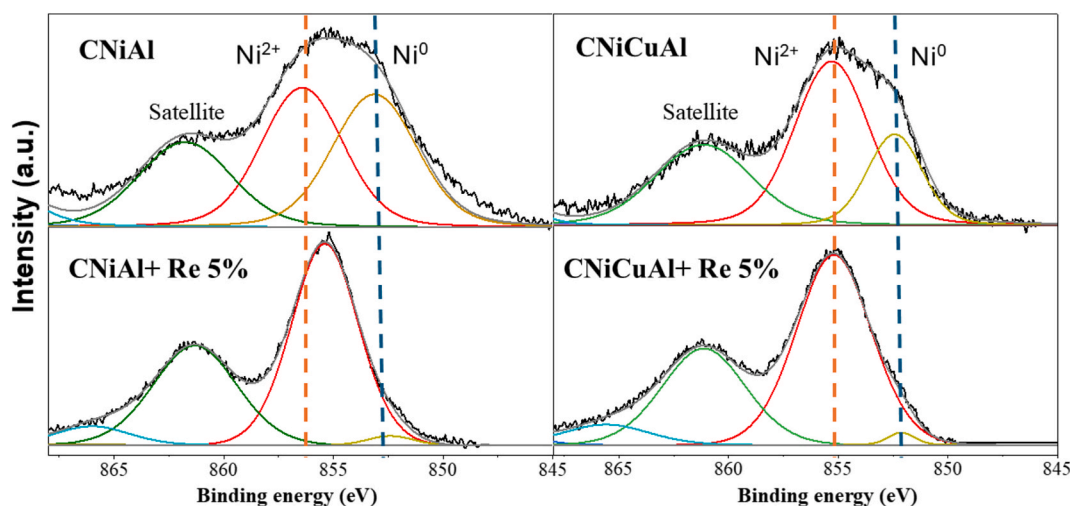 CNiAl
Ni²⁺
Ni⁰
Satellite
CNiCuAl
Ni²⁺
Ni⁰
Satellite
CNiAl+ Re 5%
CNiCuAl+ Re 5%
Intensity (a.u.)
865 860 855 850 845
865 860 855 850 845
Binding energy (eV)
Binding energy (eV)